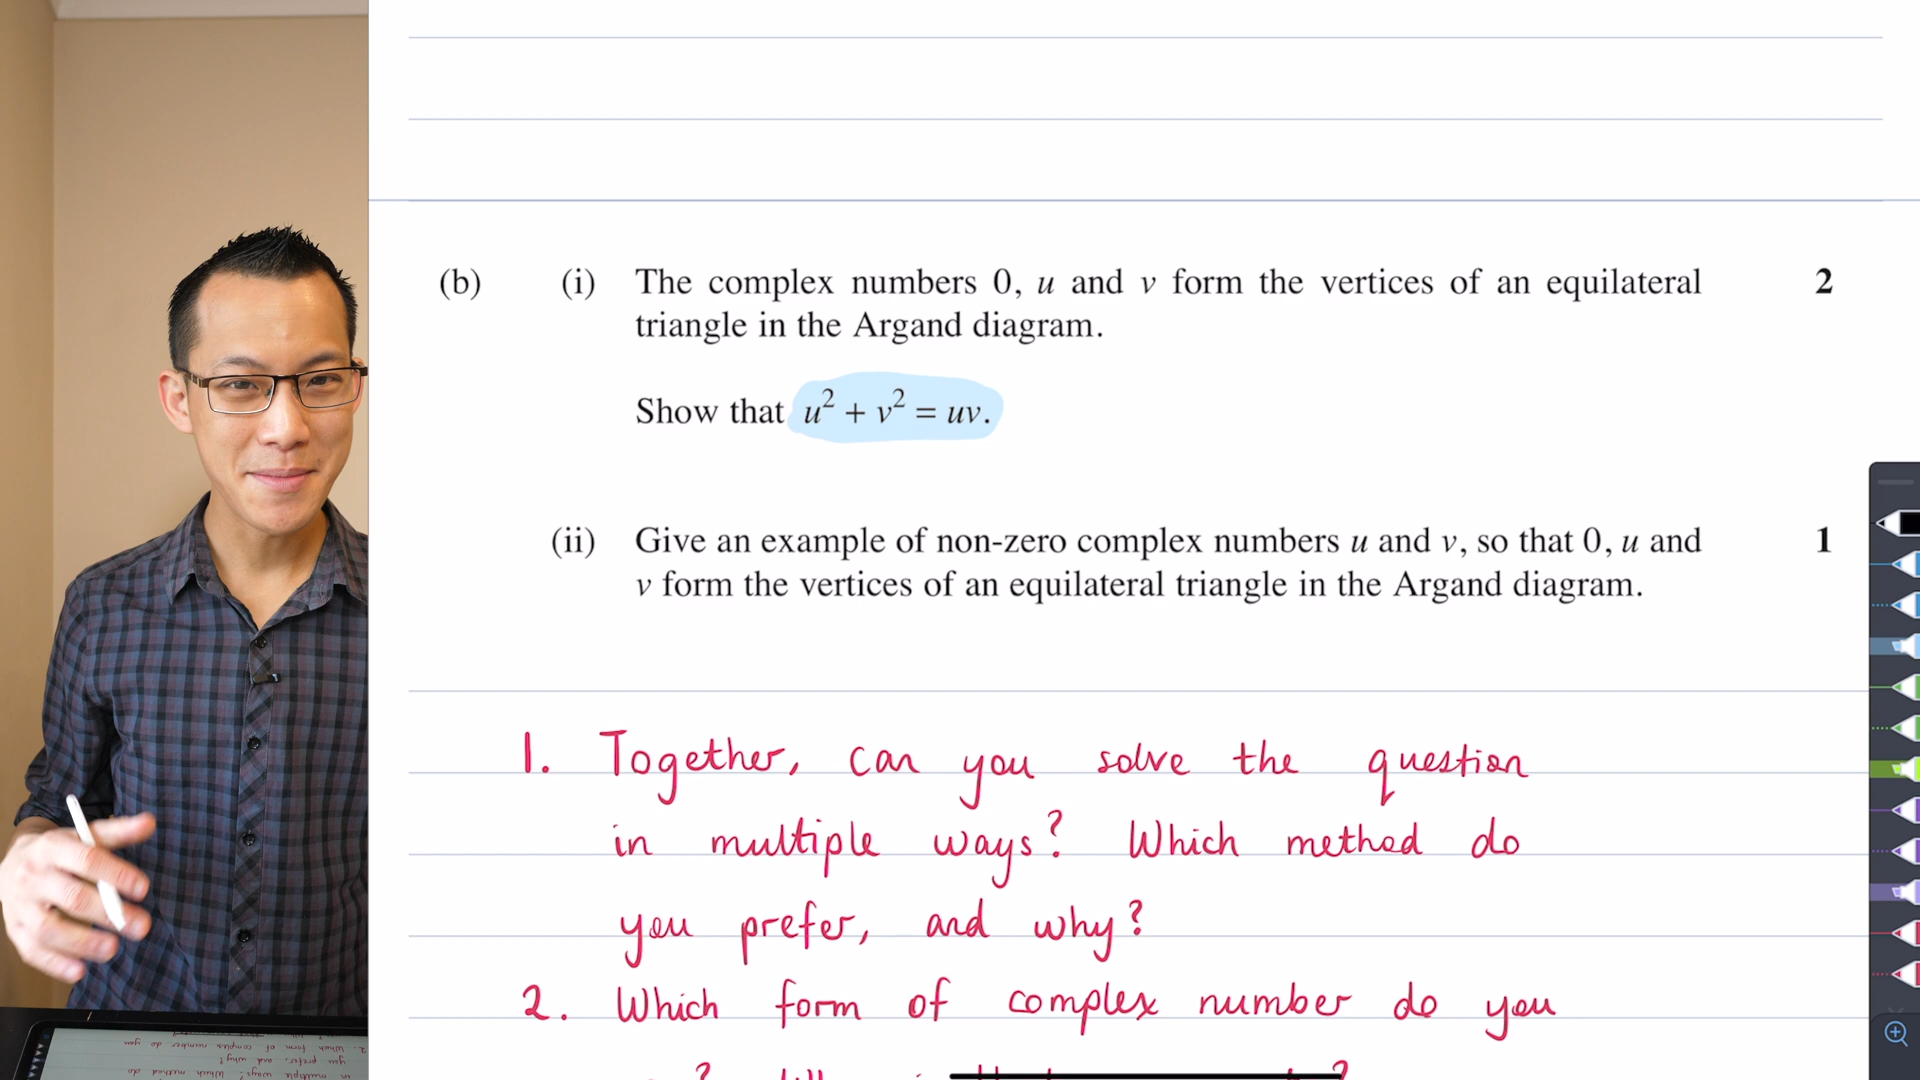 (b) (i) The complex numbers 0, u and v form the vertices of an equilateral 2
triangle in the Argand diagram.
Show that u² + v² = uv.
(ii) Give an example of non-zero complex numbers u and v, so that 0, u and 1
v form the vertices of an equilateral triangle in the Argand diagram.
1. Together, can you solve the question
in multiple ways? Which method do
you prefer, and why?
2. Which form of complex number do you